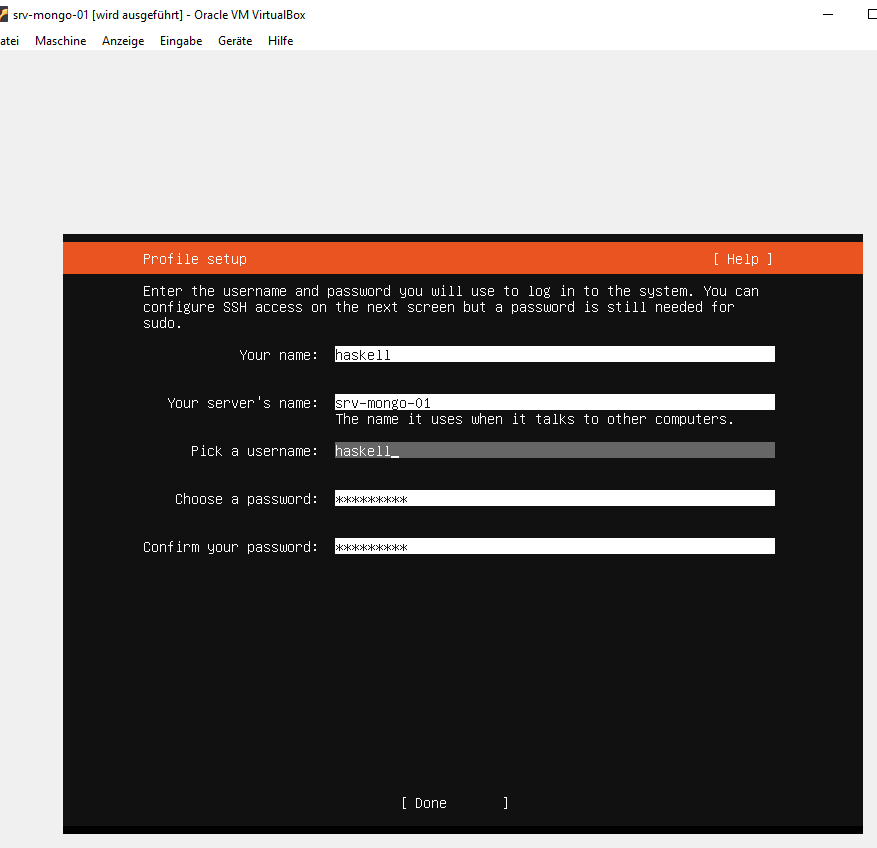 srv-mongo-01 [wird ausgeführt] - Oracle VM VirtualBox
atei Maschine Anzeige Eingabe Geräte Hilfe
Profile setup [ Help ]
Enter the username and password you will use to log in to the system. You can
configure SSH access on the next screen but a password is still needed for
sudo.
Your name: haskell
Your server's name: srv-mongo-01
The name it uses when it talks to other computers.
Pick a username: haskell_
Choose a password: *********
Confirm your password: *********
[ Done ]